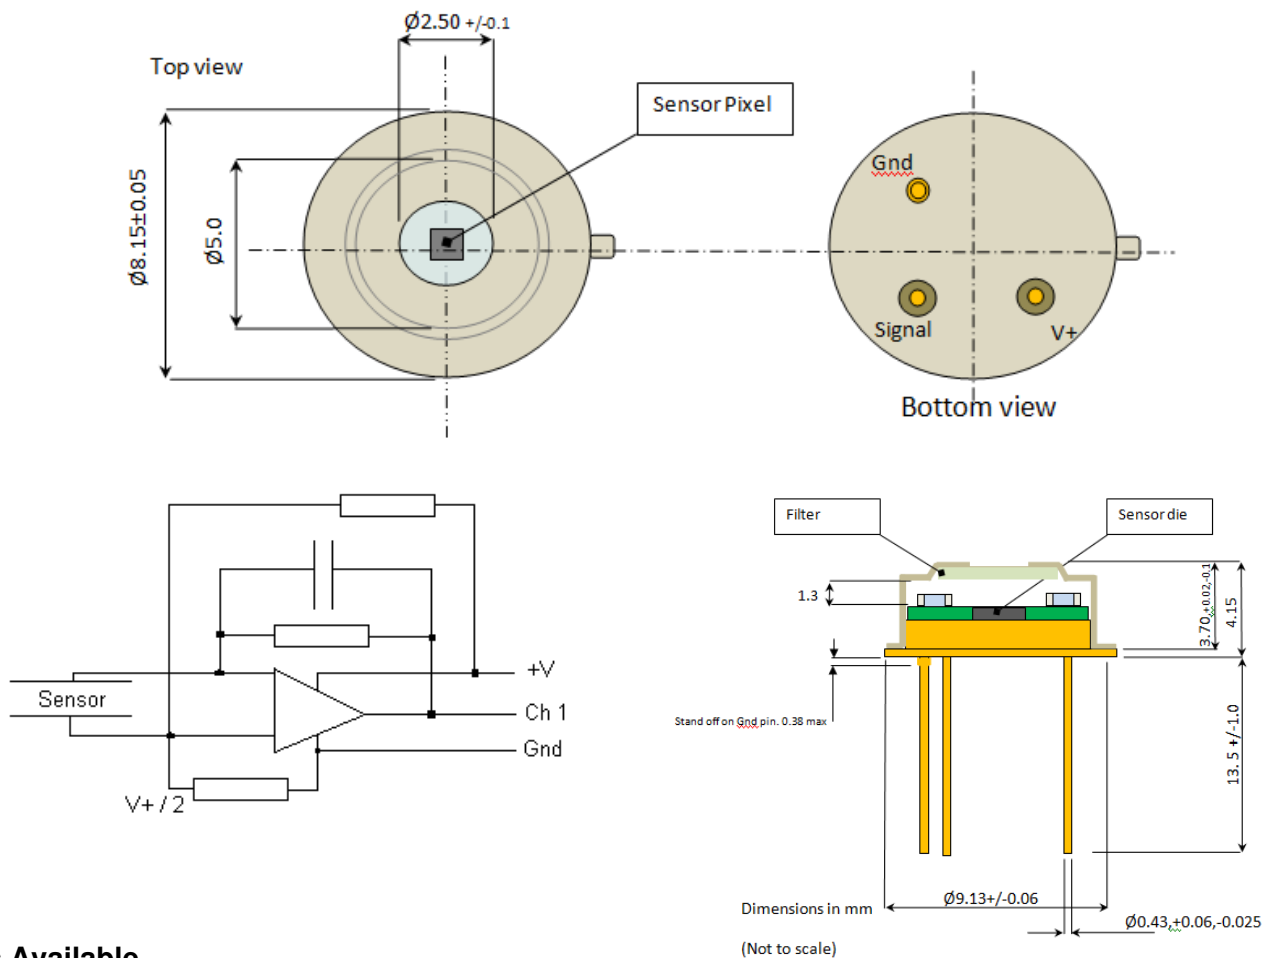 Ø2.50 +/-0.1
Top view
Sensor Pixel
Ø8.15±0.05
Ø5.0
Gnd
Signal
V+
Bottom view
Sensor
+V
Ch 1
Gnd
V+ / 2
Filter
Sensor die
1.3
3.70,+0.02,-0.1
4.15
Stand off on Gnd pin. 0.38 max
13.5 +/-1.0
Ø9.13+/-0.06
Dimensions in mm
Ø0.43,+0.06,-0.025
(Not to scale)
Available